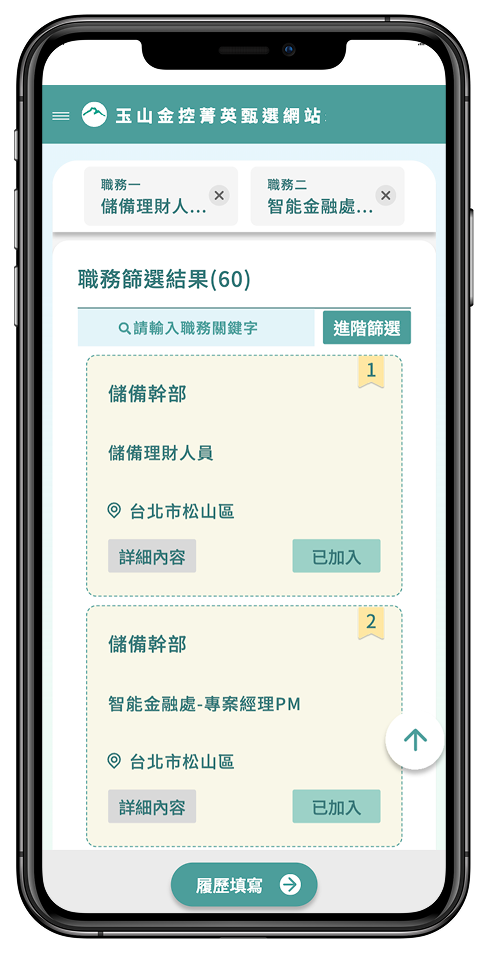 玉山金控菁英甄選網站
職務一
儲備理財人...
職務二
智能金融處...
職務篩選結果(60)
請輸入職務關鍵字
進階篩選
1
儲備幹部
儲備理財人員
台北市松山區
詳細內容
已加入
2
儲備幹部
智能金融處-專案經理PM
台北市松山區
詳細內容
已加入
履歷填寫